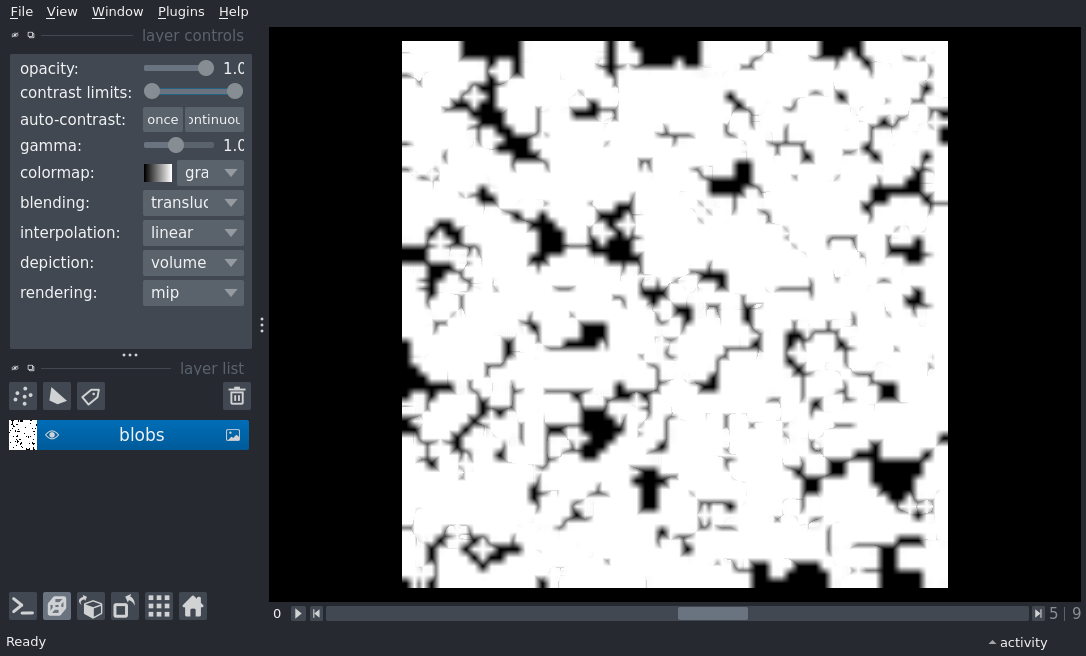 File View Window Plugins Help
layer controls
opacity: 1.0
contrast limits:
auto-contrast: once ontinuou
gamma: 1.0
colormap: gra
blending: transluc
interpolation: linear
depiction: volume
rendering: mip
layer list
blobs
0 5 9
Ready activity